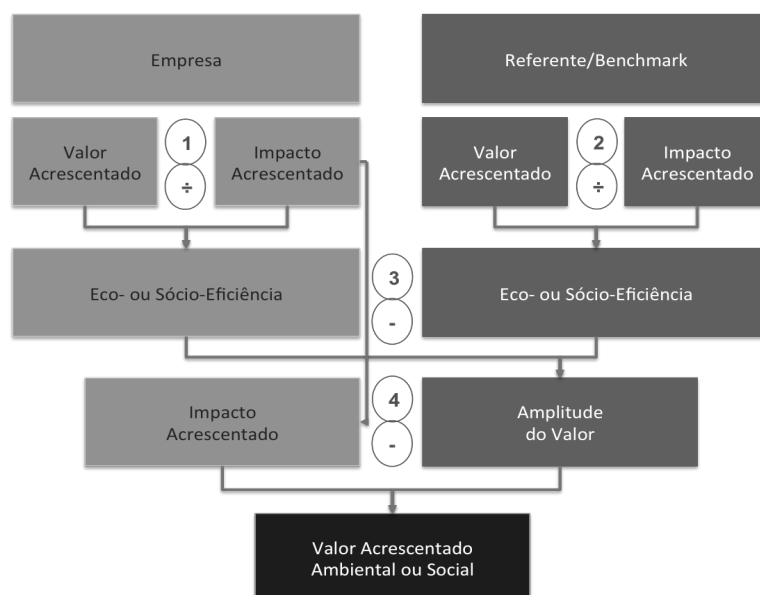 Empresa
Referente/Benchmark
Valor
Acrescentado
1
÷
Impacto
Acrescentado
Valor
Acrescentado
2
÷
Impacto
Acrescentado
Eco- ou Sócio-Eficiência
3
-
Eco- ou Sócio-Eficiência
Impacto
Acrescentado
4
-
Amplitude
do Valor
Valor Acrescentado
Ambiental ou Social